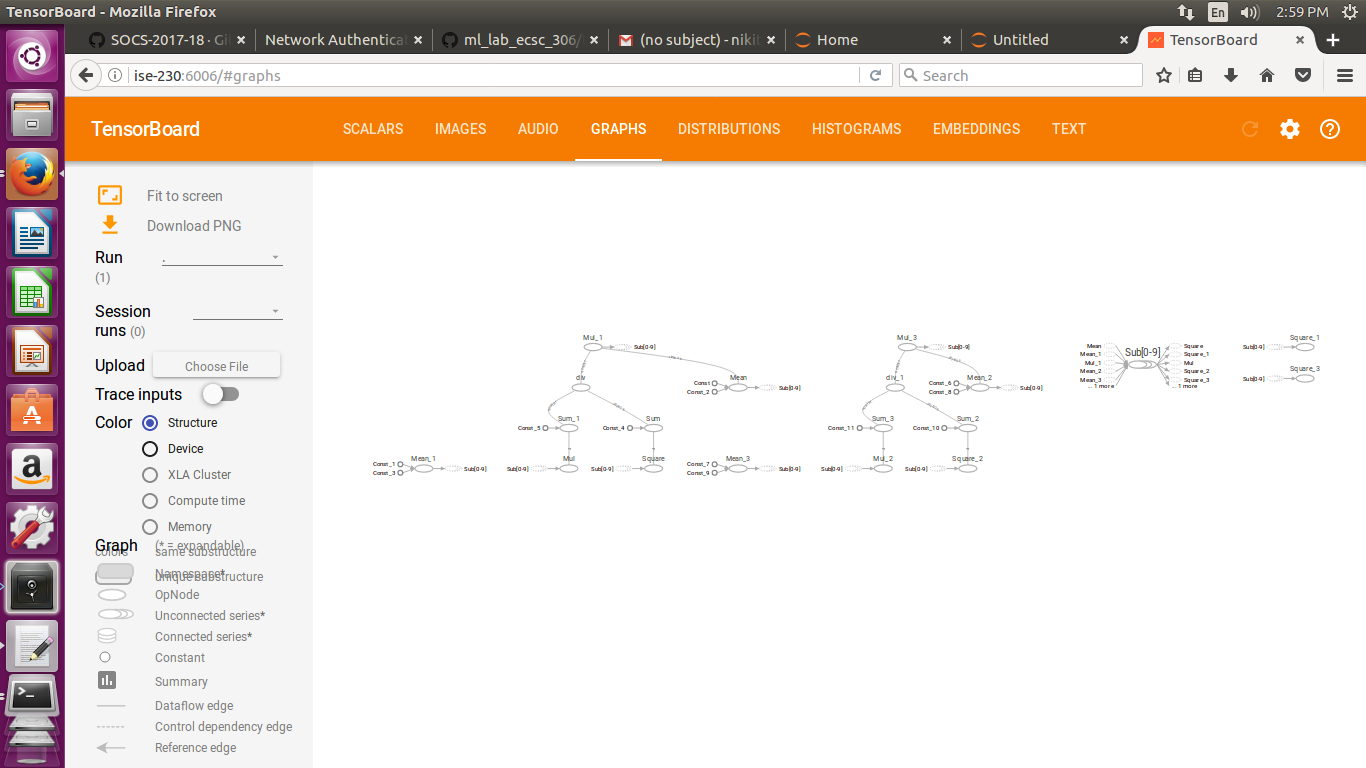 TensorBoard - Mozilla Firefox
En
2:59 PM
SOCS-2017-18 · Gi
Network Authentica
ml_lab_ecsc_306/
(no subject) - niki
Home
Untitled
TensorBoard
ise-230:6006/#graphs
Search
TensorBoard
SCALARS
IMAGES
AUDIO
GRAPHS
DISTRIBUTIONS
HISTOGRAMS
EMBEDDINGS
TEXT
Fit to screen
Download PNG
Run
(1)
.
Session
runs (0)
Upload
Choose File
Trace inputs
Color
Structure
Device
XLA Cluster
Compute time
Memory
Graph
(* = expandable)
colors
same substructure
Namespace*
unique substructure
OpNode
Unconnected series*
Connected series*
Constant
Summary
Dataflow edge
Control dependency edge
Reference edge
Mul_1
Sub[0-9]
div
Const
Const_2
Mean
Sub[0-9]
Sum_1
Const_5
Sum
Const_4
Const_1
Const_3
Mean_1
Sub[0-9]
Sub[0-9]
Mul
Sub[0-9]
Square
Const_7
Const_9
Mean_3
Sub[0-9]
Mul_3
Sub[0-9]
div_1
Const_6
Const_8
Mean_2
Sub[0-9]
Sum_3
Const_11
Sum_2
Const_10
Sub[0-9]
Mul_2
Sub[0-9]
Square_2
Mean
Mean_1
Mul_1
Mean_2
Mean_3
... 1 more
Sub[0-9]
Square
Square_1
Mul
Square_2
Square_3
... 1 more
Square_1
Sub[0-9]
Square_3
Sub[0-9]